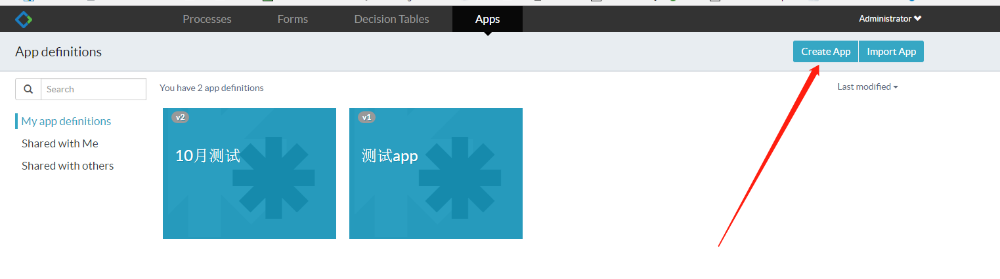 Processes Forms Decision Tables Apps Administrator
App definitions Create App Import App
Search You have 2 app definitions Last modified
My app definitions
Shared with Me
Shared with others
v2 v1
10月测试 测试app